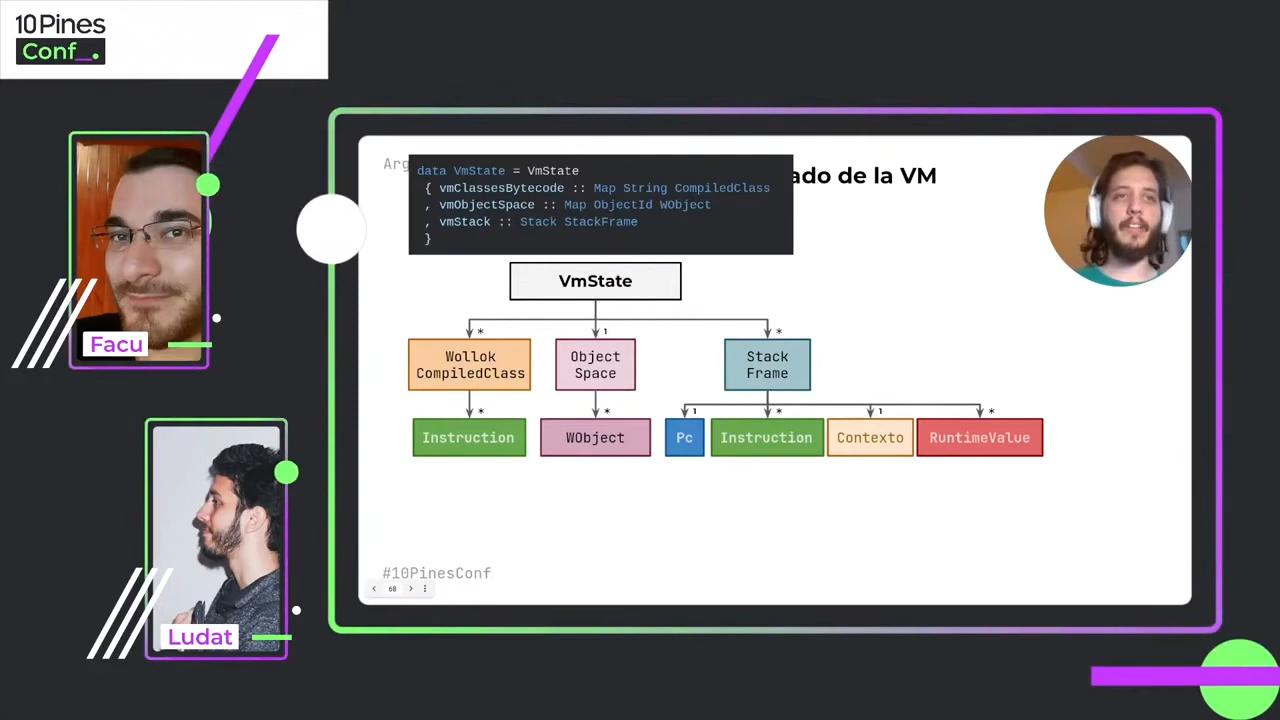 10Pines
Conf_.
Arg
ado de la VM
data VmState = VmState
{ vmClassesBytecode :: Map String CompiledClass
, vmObjectSpace :: Map ObjectId WObject
, vmStack :: Stack StackFrame
}
VmState
* 1 *
Wollok
CompiledClass
Object
Space
Stack
Frame
* * 1 * 1 *
Instruction
WObject
Pc
Instruction
Contexto
RuntimeValue
#10PinesConf
68
Facu
Ludat